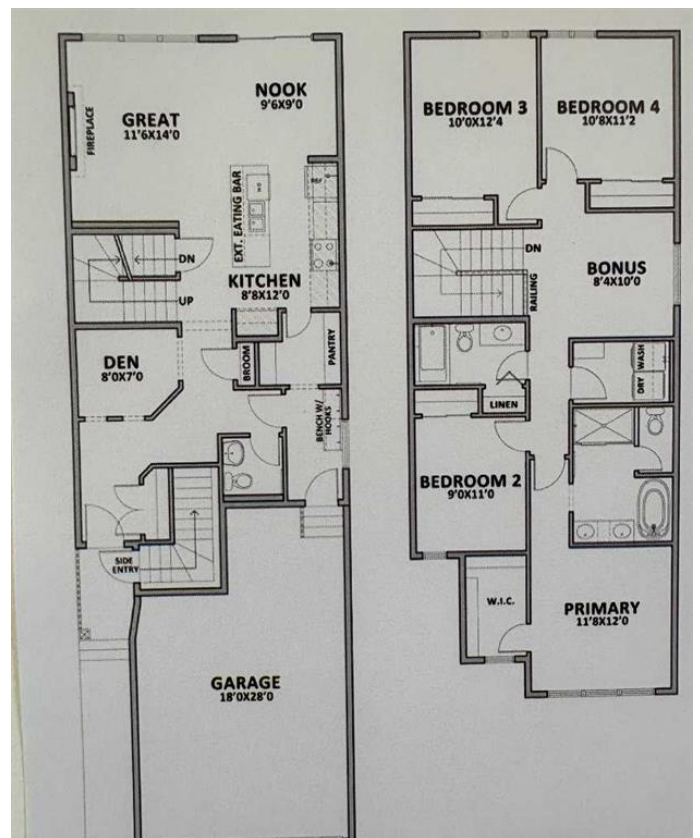 NOOK
9'6X9'0
GREAT
11'6X14'0
FIREPLACE
REF
EXT. EATING BAR
DN
UP
KITCHEN
8'8X12'0
DEN
8'0X7'0
BROOM
PANTRY
BENCH W/
HOOKS
SIDE
ENTRY
GARAGE
18'0X28'0
BEDROOM 3
10'0X12'4
BEDROOM 4
10'8X11'2
DN
RAILING
BONUS
8'4X10'0
WASH
DRY
LINEN
BEDROOM 2
9'0X11'0
W.I.C.
PRIMARY
11'8X12'0